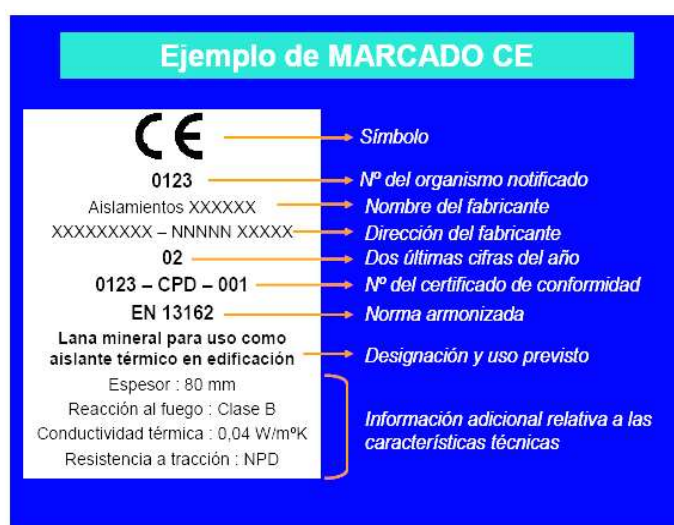 Ejemplo de MARCADO CE
CE
Símbolo
0123
Nº del organismo notificado
Aislamientos XXXXXX
Nombre del fabricante
XXXXXXXXX – NNNNN XXXXX
Dirección del fabricante
02
Dos últimas cifras del año
0123 – CPD – 001
Nº del certificado de conformidad
EN 13162
Norma armonizada
Lana mineral para uso como
aislante térmico en edificación
Designación y uso previsto
Espesor : 80 mm
Reacción al fuego : Clase B
Conductividad térmica : 0,04 W/mºK
Resistencia a tracción : NPD
Información adicional relativa a las
características técnicas